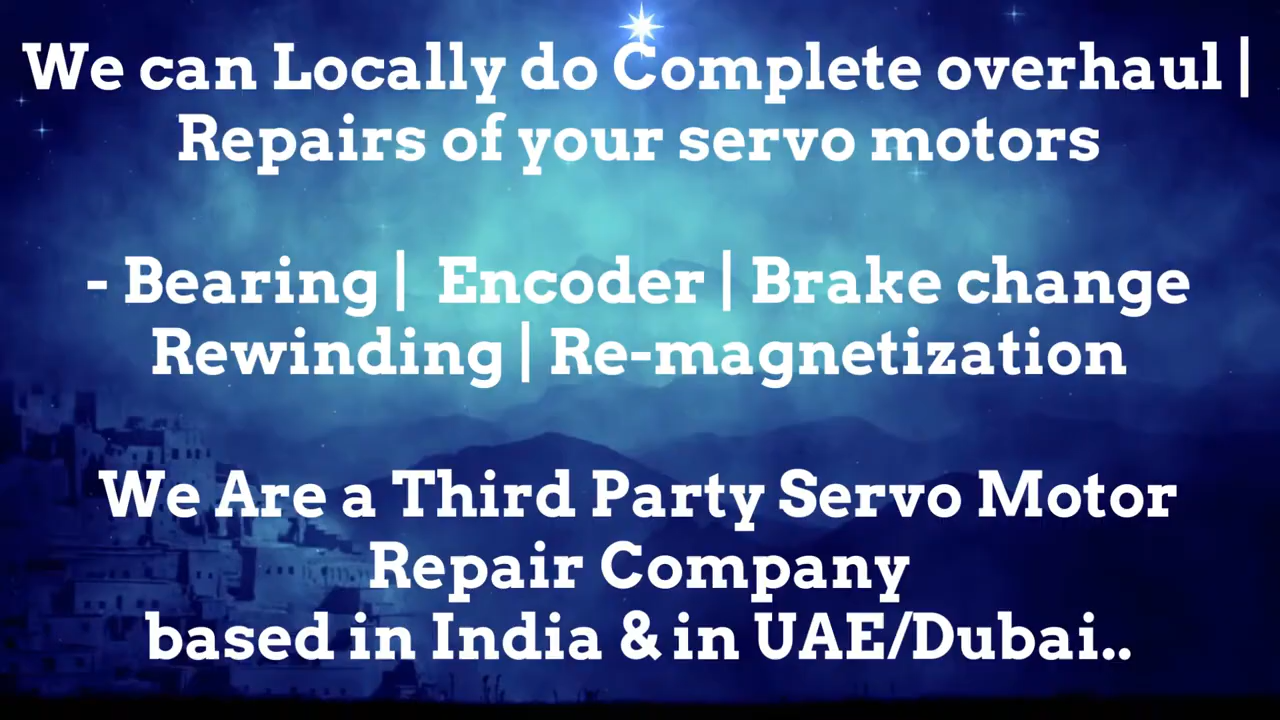 We can Locally do Complete overhaul |
Repairs of your servo motors
- Bearing | Encoder | Brake change
Rewinding | Re-magnetization
We Are a Third Party Servo Motor
Repair Company
based in India & in UAE/Dubai..